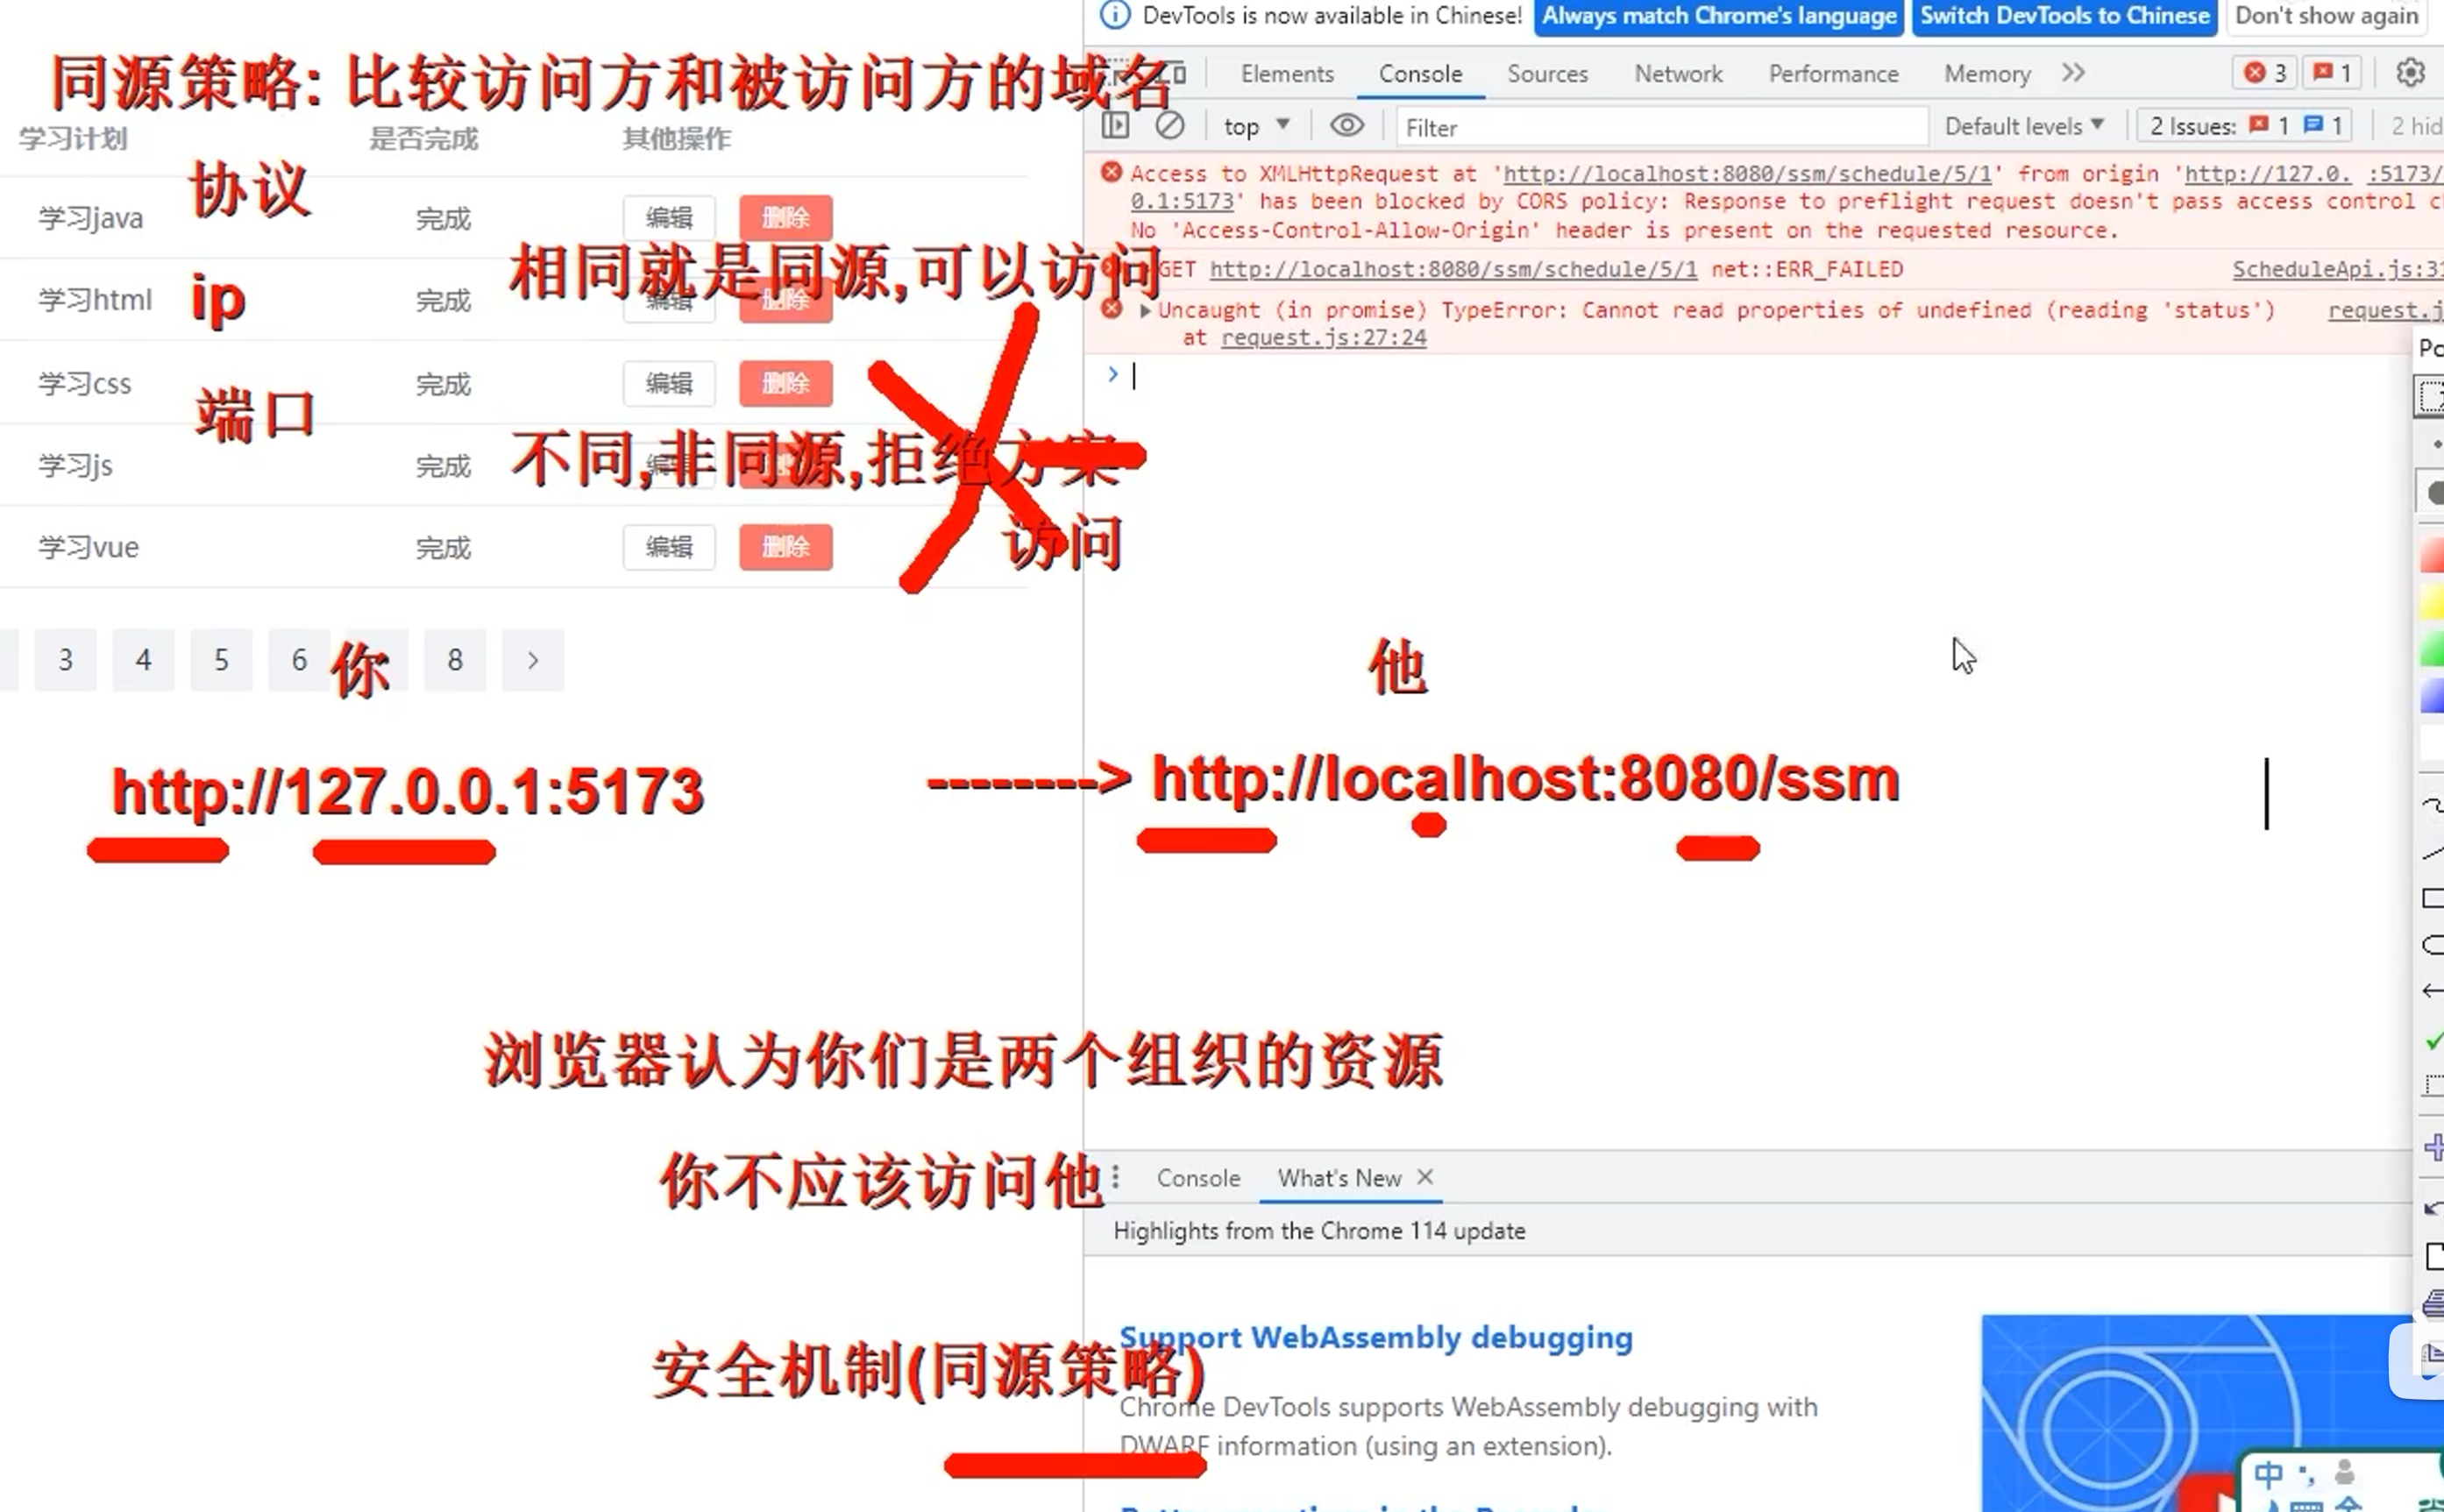 DevTools is now available in Chinese! Always match Chrome's language Switch DevTools to Chinese Don't show again
同源策略: 比较访问方和被访问方的域名
Elements Console Sources Network Performance Memory 3 1
top Filter Default levels 2 Issues: 1 1 2 hid
学习计划 是否完成 其他操作
协议
学习java 完成 编辑 删除
相同就是同源,可以访问
ip
学习html 完成 编辑 删除
学习css 完成 编辑 删除
端口
不同,非同源,拒绝方案
学习js 完成 编辑
访问
学习vue 完成 编辑 删除
3 4 5 6 8 >
Access to XMLHttpRequest at 'http://localhost:8080/ssm/schedule/5/1' from origin 'http://127.0. :5173/
0.1:5173' has been blocked by CORS policy: Response to preflight request doesn't pass access control c
No 'Access-Control-Allow-Origin' header is present on the requested resource.
GET http://localhost:8080/ssm/schedule/5/1 net::ERR_FAILED ScheduleApi.js:31
Uncaught (in promise) TypeError: Cannot read properties of undefined (reading 'status') request.j
at request.js:27:24
Po
你 他
http://127.0.0.1:5173 --------> http://localhost:8080/ssm
浏览器认为你们是两个组织的资源
你不应该访问他
Console What's New
Highlights from the Chrome 114 update
安全机制(同源策略)
Support WebAssembly debugging
Chrome DevTools supports WebAssembly debugging with
DWARF information (using an extension).
中